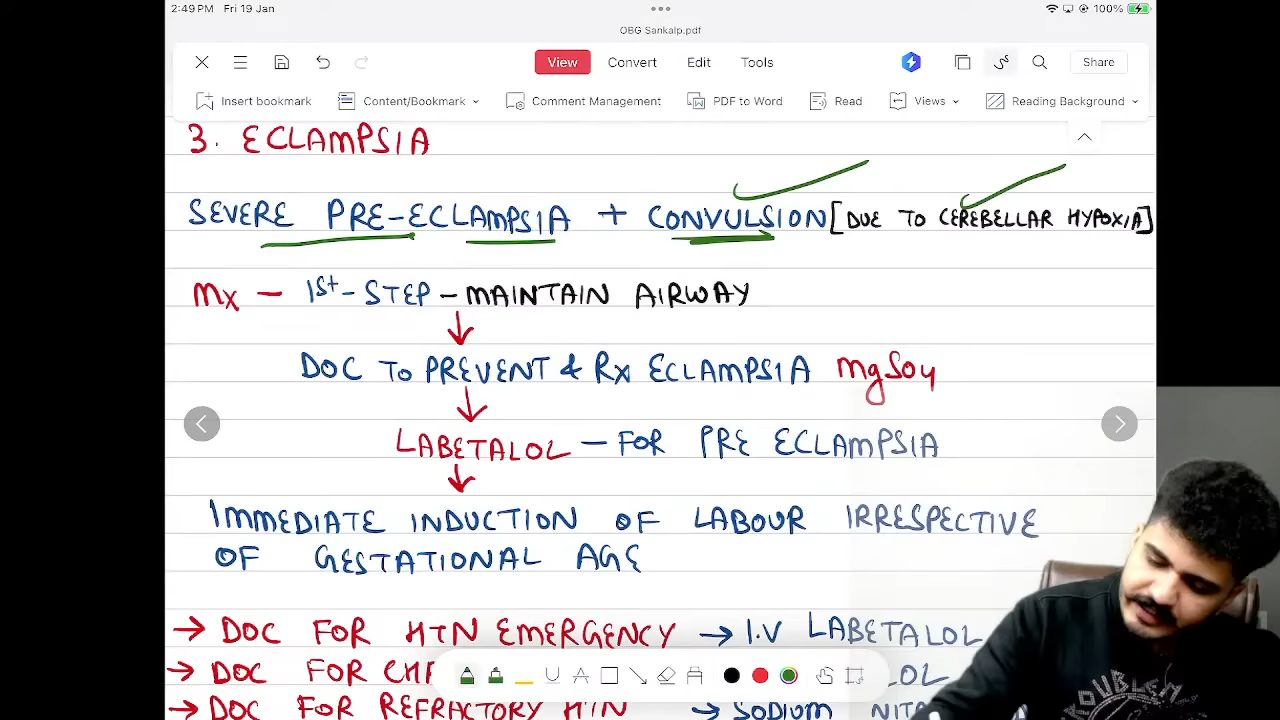 2:49 PM Fri 19 Jan
100%
OBG Sankalp.pdf
View Convert Edit Tools Share
Insert bookmark Content/Bookmark Comment Management PDF to Word Read Views Reading Background
3. ECLAMPSIA
SEVERE PRE-ECLAMPSIA + CONVULSION [DUE TO CEREBELLAR HYPOXIA]
Mx - 1st-STEP - MAINTAIN AIRWAY
DOC TO PREVENT & Rx ECLAMPSIA MgSO4
LABETALOL - FOR PRE ECLAMPSIA
IMMEDIATE INDUCTION OF LABOUR IRRESPECTIVE
OF GESTATIONAL AGE
→ DOC FOR HTN EMERGENCY → I.V LABETALOL
→ DOC FOR
→ DOC FOR REFRACTORY HTN → SODIUM